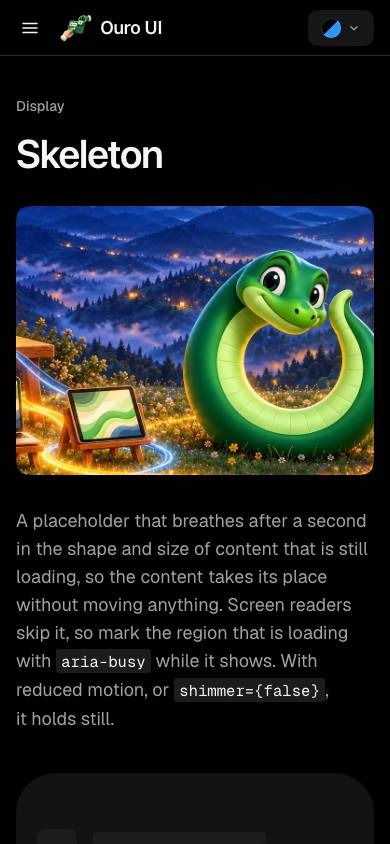 Ouro UI
Display
Skeleton
A placeholder that breathes after a second
in the shape and size of content that is still
loading, so the content takes its place
without moving anything. Screen readers
skip it, so mark the region that is loading
with aria-busy while it shows. With
reduced motion, or shimmer={false},
it holds still.